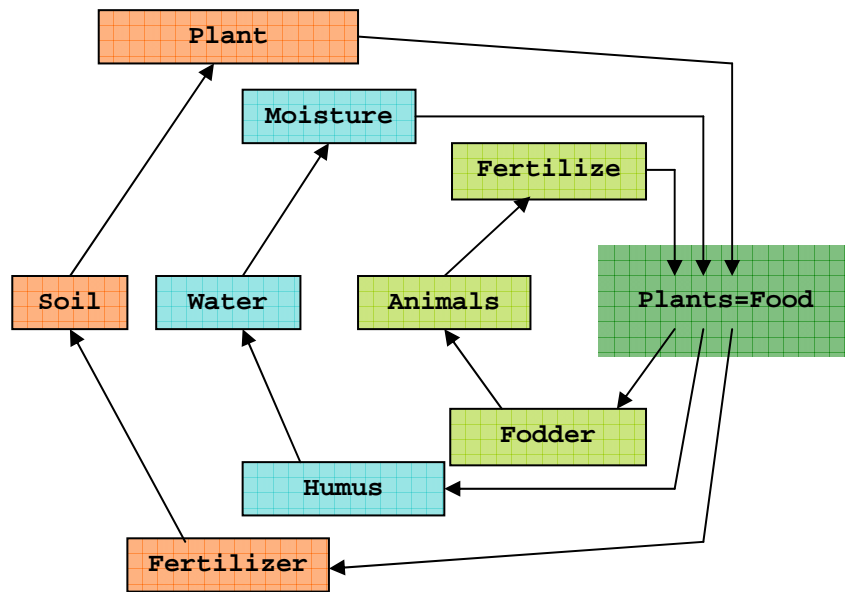 Plant
Moisture
Fertilize
Soil
Water
Animals
Plants=Food
Fodder
Humus
Fertilizer